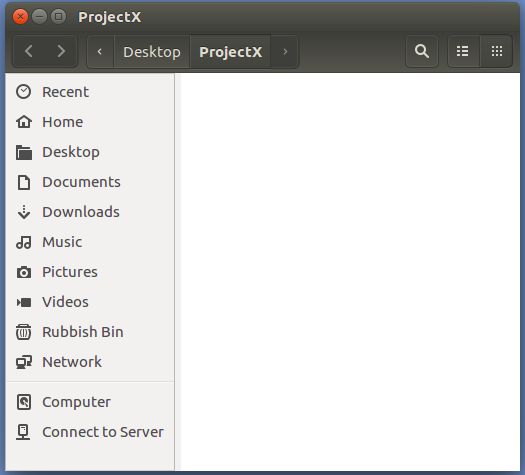 ProjectX
Desktop ProjectX
Recent
Home
Desktop
Documents
Downloads
Music
Pictures
Videos
Rubbish Bin
Network
Computer
Connect to Server